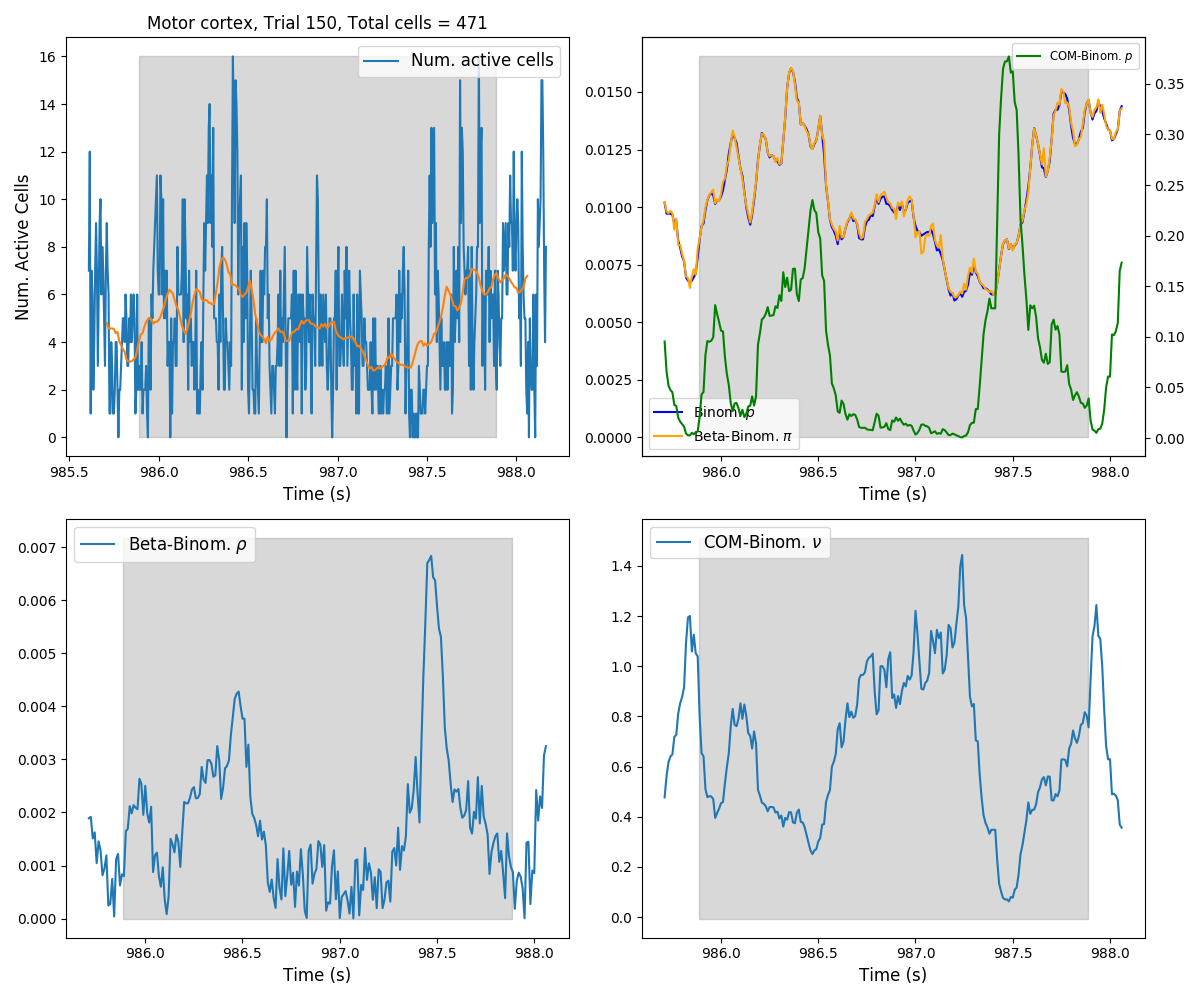 Motor cortex, Trial 150, Total cells = 471
Num. active cells
Num. Active Cells
16
14
12
10
8
6
4
2
0
985.5 986.0 986.5 987.0 987.5 988.0
Time (s)
COM-Binom. p
0.0150
0.0125
0.0100
0.0075
0.0050
0.0025
0.0000
0.35
0.30
0.25
0.20
0.15
0.10
0.05
0.00
Binom. p
Beta-Binom. π
986.0 986.5 987.0 987.5 988.0
Time (s)
Beta-Binom. ρ
0.007
0.006
0.005
0.004
0.003
0.002
0.001
0.000
986.0 986.5 987.0 987.5 988.0
Time (s)
COM-Binom. ν
1.4
1.2
1.0
0.8
0.6
0.4
0.2
0.0
986.0 986.5 987.0 987.5 988.0
Time (s)